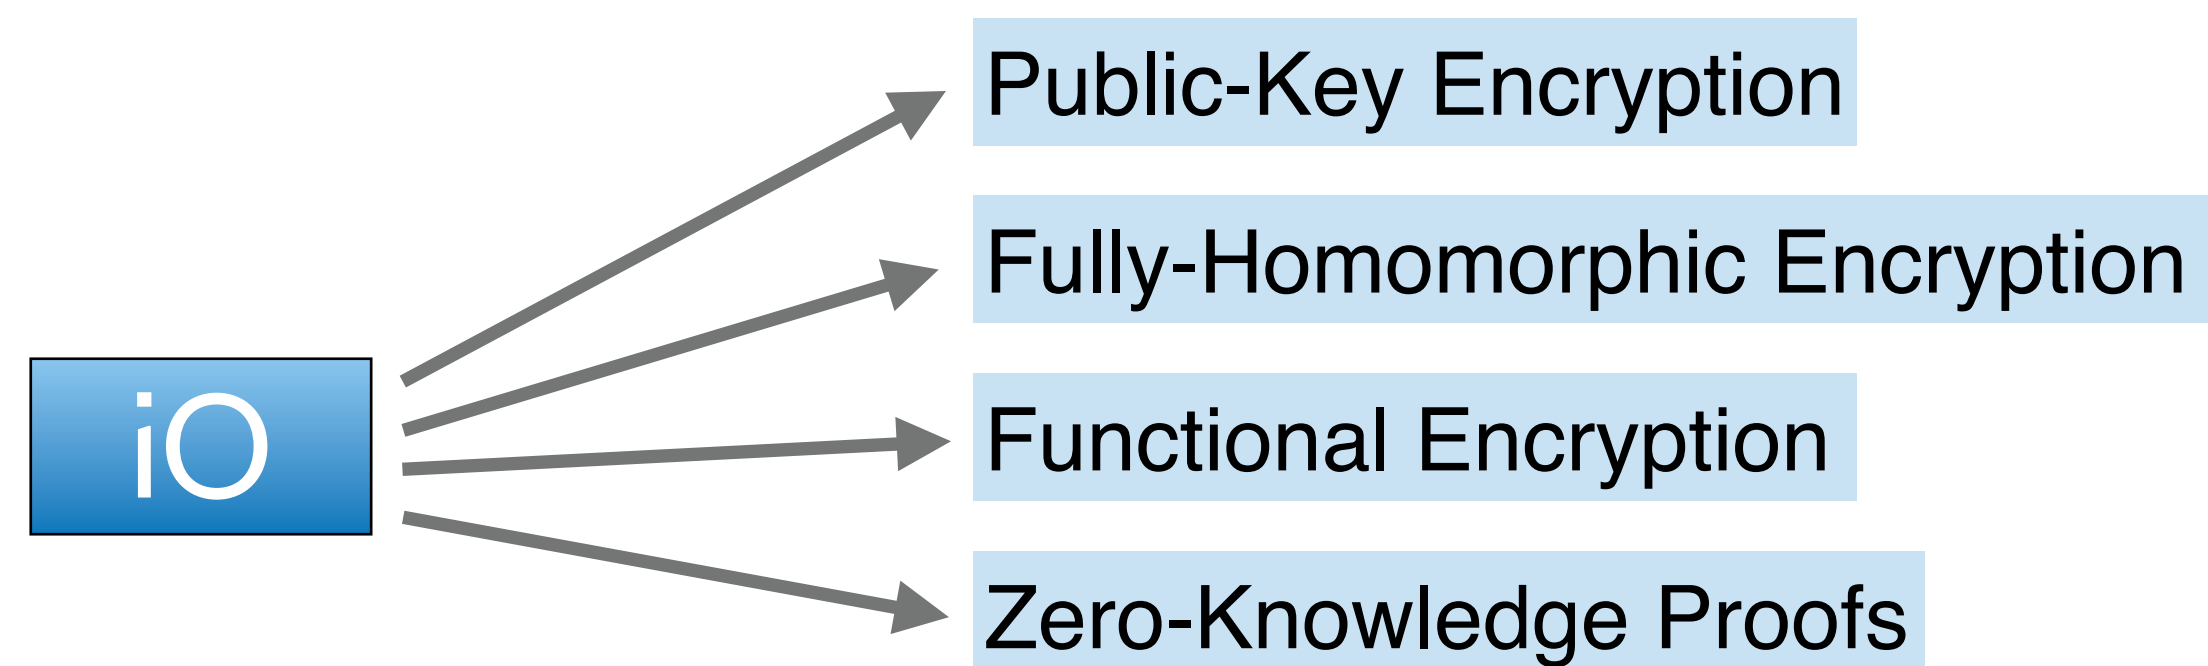 Public-Key Encryption
Fully-Homomorphic Encryption
iO
Functional Encryption
Zero-Knowledge Proofs